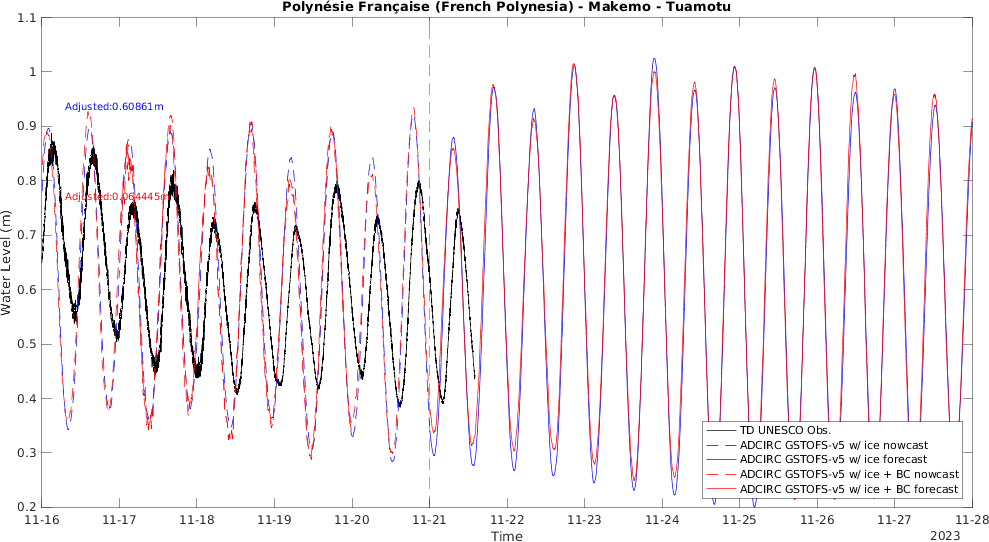 Polynésie Française (French Polynesia) - Makemo - Tuamotu
1.1
1
0.9
0.8
0.7
0.6
0.5
0.4
0.3
0.2
Water Level (m)
Adjusted:0.60861m
Adjusted:0.064445m
TD UNESCO Obs.
ADCIRC GSTOFS-v5 w/ ice nowcast
ADCIRC GSTOFS-v5 w/ ice forecast
ADCIRC GSTOFS-v5 w/ ice + BC nowcast
ADCIRC GSTOFS-v5 w/ ice + BC forecast
11-16 11-17 11-18 11-19 11-20 11-21 11-22 11-23 11-24 11-25 11-26 11-27 11-28
Time
2023